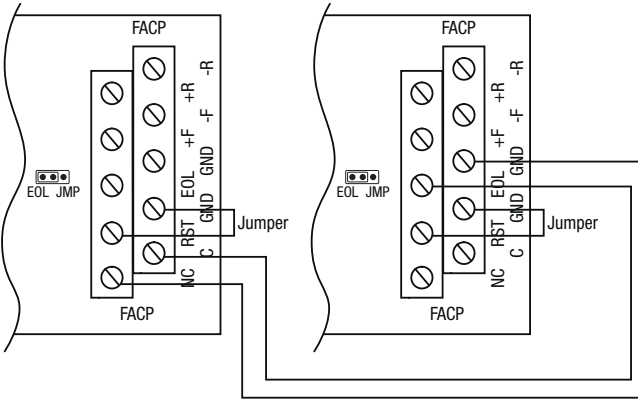 FACP
-R
+R
-F
+F
GND
EOL
GND
RST
C
NC
EOL JMP
Jumper
FACP
FACP
-R
+R
-F
+F
GND
EOL
GND
RST
C
NC
EOL JMP
Jumper
FACP